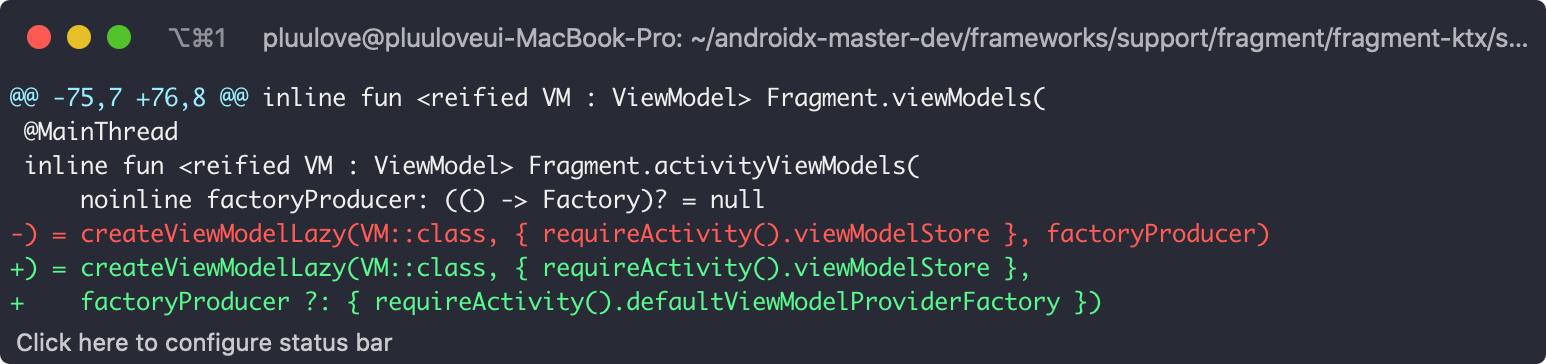 ⌥⌘1 pluulove@pluuloveui-MacBook-Pro: ~/androidx-master-dev/frameworks/support/fragment/fragment-ktx/s...
@@ -75,7 +76,8 @@ inline fun <reified VM : ViewModel> Fragment.viewModels(
 @MainThread
 inline fun <reified VM : ViewModel> Fragment.activityViewModels(
     noinline factoryProducer: (() -> Factory)? = null
-) = createViewModelLazy(VM::class, { requireActivity().viewModelStore }, factoryProducer)
+) = createViewModelLazy(VM::class, { requireActivity().viewModelStore },
+    factoryProducer ?: { requireActivity().defaultViewModelProviderFactory })
Click here to configure status bar